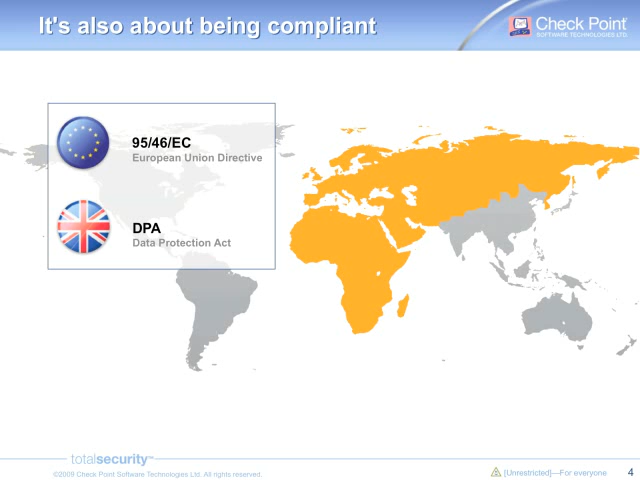 It's also about being compliant
Check Point
SOFTWARE TECHNOLOGIES LTD.
95/46/EC
European Union Directive
DPA
Data Protection Act
totalsecurity™
©2009 Check Point Software Technologies Ltd. All rights reserved.
[Unrestricted]—For everyone
4